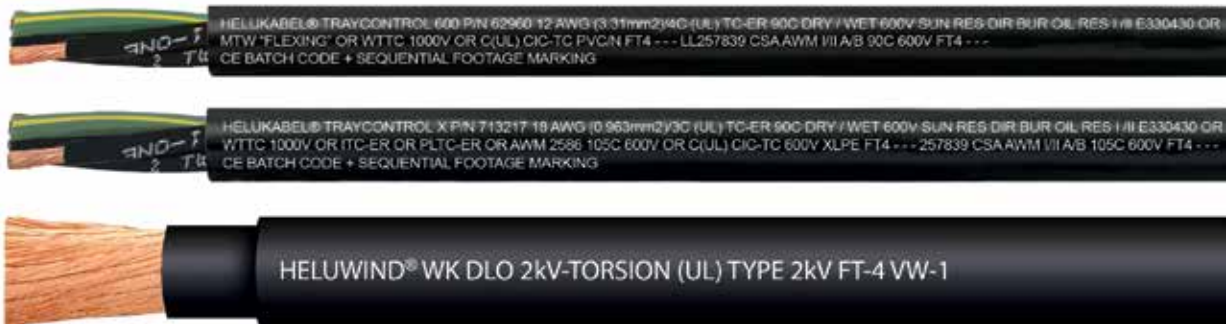 HELUKABEL® TRAYCONTROL 600 P/N 62960 12 AWG (3.31mm2)/4C (UL) TC-ER 90C DRY / WET 600V SUN RES DIR BUR OIL RES I /II E330430 OR
MTW "FLEXING" OR WTTC 1000V OR C(UL) CIC-TC PVC/N FT4 - - - LL257839 CSA AWM I/II A/B 90C 600V FT4 - - -
CE BATCH CODE + SEQUENTIAL FOOTAGE MARKING
HELUKABEL® TRAYCONTROL X P/N 713217 18 AWG (0.963mm2)/3C (UL) TC-ER 90C DRY / WET 600V SUN RES DIR BUR OIL RES I /II E330430 OR
WTTC 1000V OR ITC-ER OR PLTC-ER OR AWM 2586 105C 600V OR C(UL) CIC-TC 600V XLPE FT4 - - - 257839 CSA AWM I/II A/B 105C 600V FT4 - - -
CE BATCH CODE + SEQUENTIAL FOOTAGE MARKING
HELUWIND® WK DLO 2kV-TORSION (UL) TYPE 2kV FT-4 VW-1